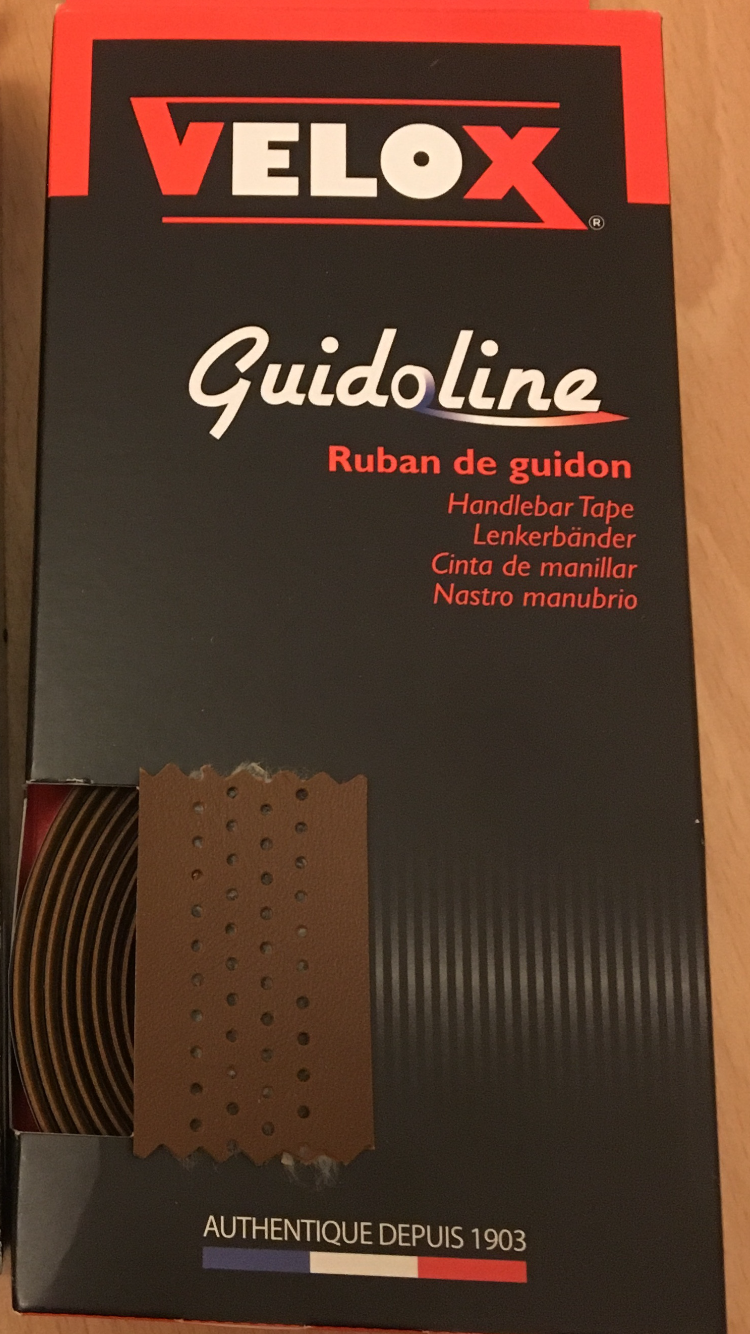 VELOX®
Guidoline
Ruban de guidon
Handlebar Tape
Lenkerbänder
Cinta de manillar
Nastro manubrio
AUTHENTIQUE DEPUIS 1903